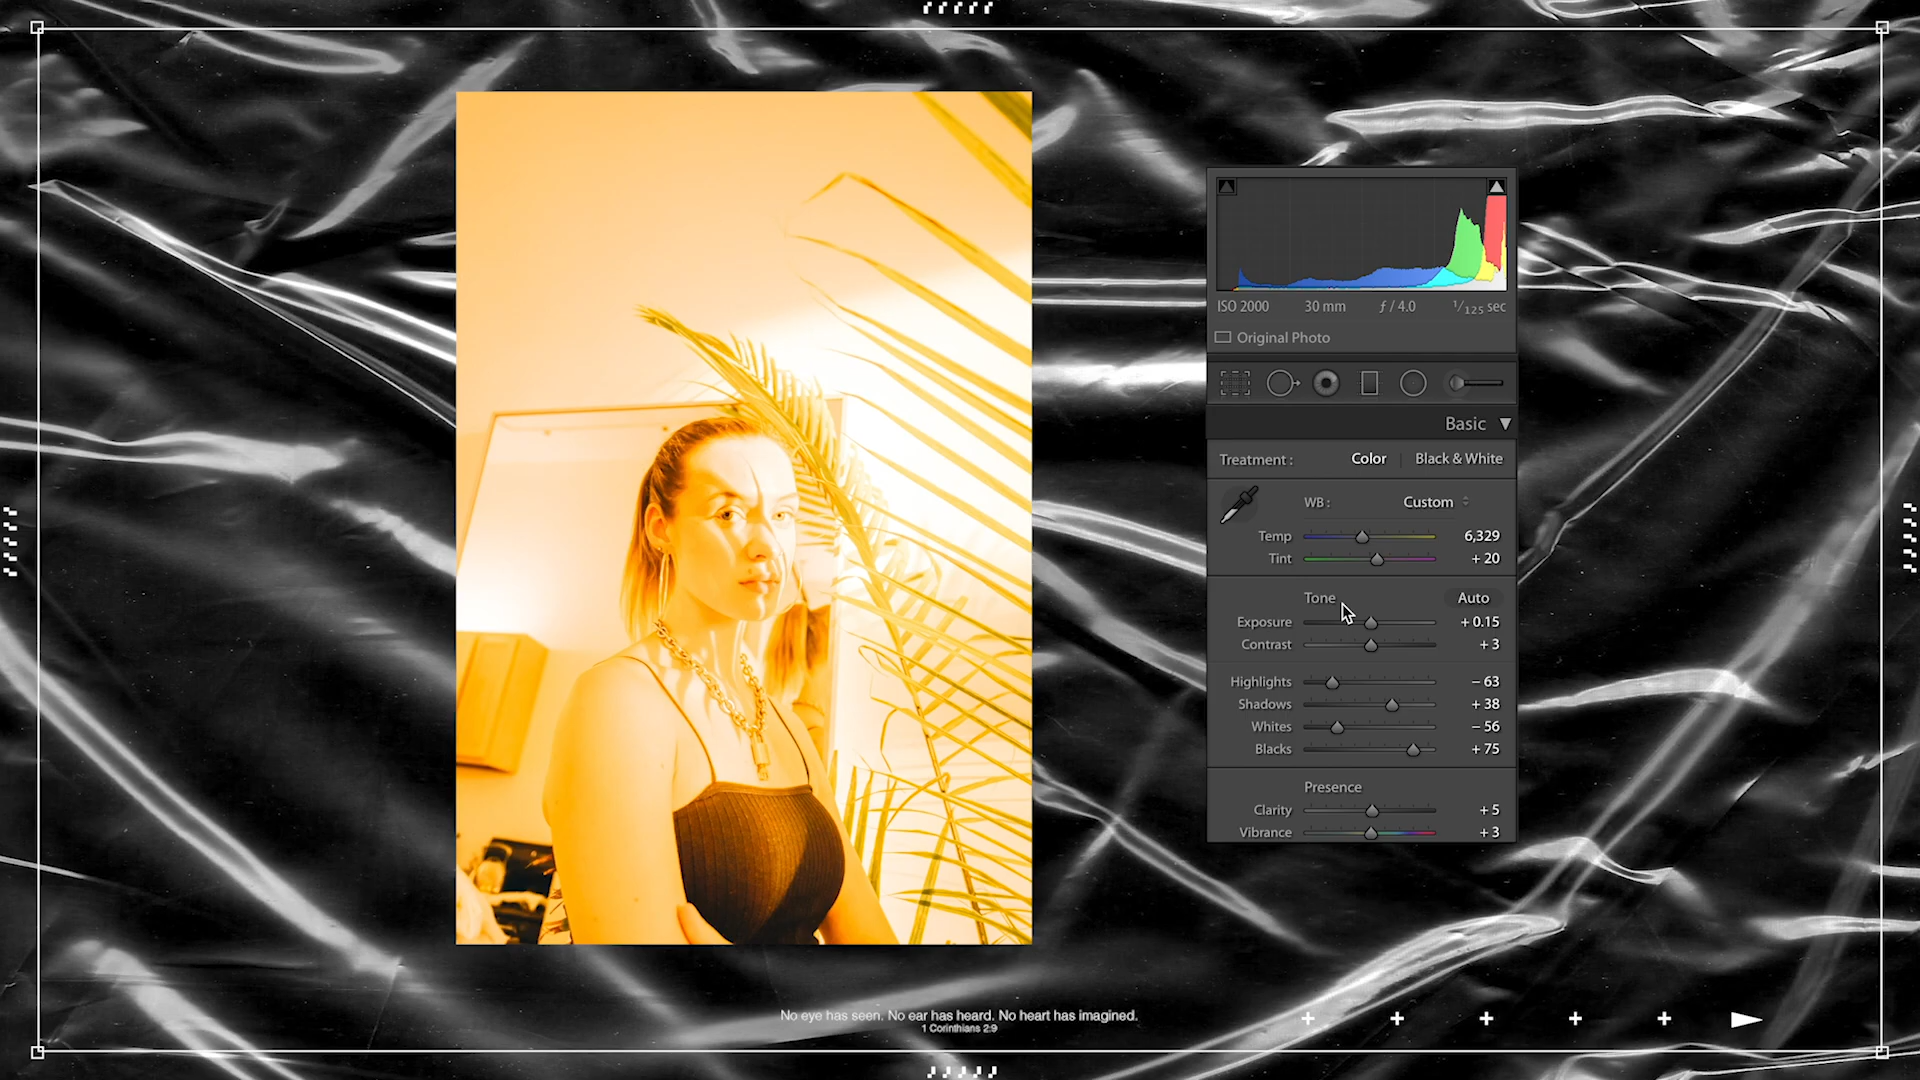 ISO 2000 30 mm ƒ / 4.0 1/125 sec
Original Photo
Basic
Treatment : Color | Black & White
WB : Custom
Temp 6,329
Tint + 20
Tone Auto
Exposure + 0.15
Contrast + 3
Highlights − 63
Shadows + 38
Whites − 56
Blacks + 75
Presence
Clarity + 5
Vibrance + 3
No eye has seen. No ear has heard. No heart has imagined.
1 Corinthians 2:9